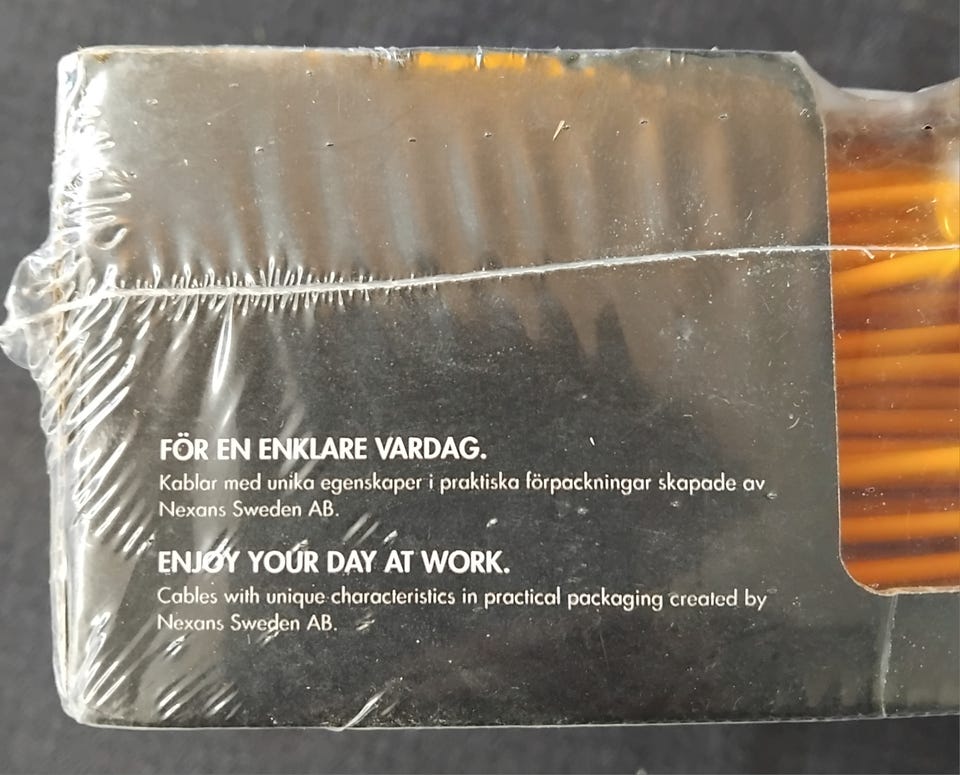 FÖR EN ENKLARE VARDAG.
Kablar med unika egenskaper i praktiska förpackningar skapade av
Nexans Sweden AB.
ENJOY YOUR DAY AT WORK.
Cables with unique characteristics in practical packaging created by
Nexans Sweden AB.